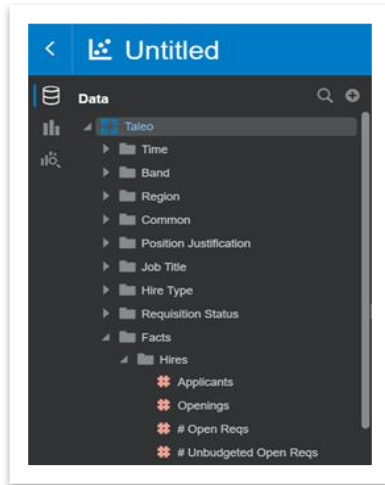 Untitled
Data
Taleo
Time
Band
Region
Common
Position Justification
Job Title
Hire Type
Requisition Status
Facts
Hires
Applicants
Openings
# Open Reqs
# Unbudgeted Open Reqs